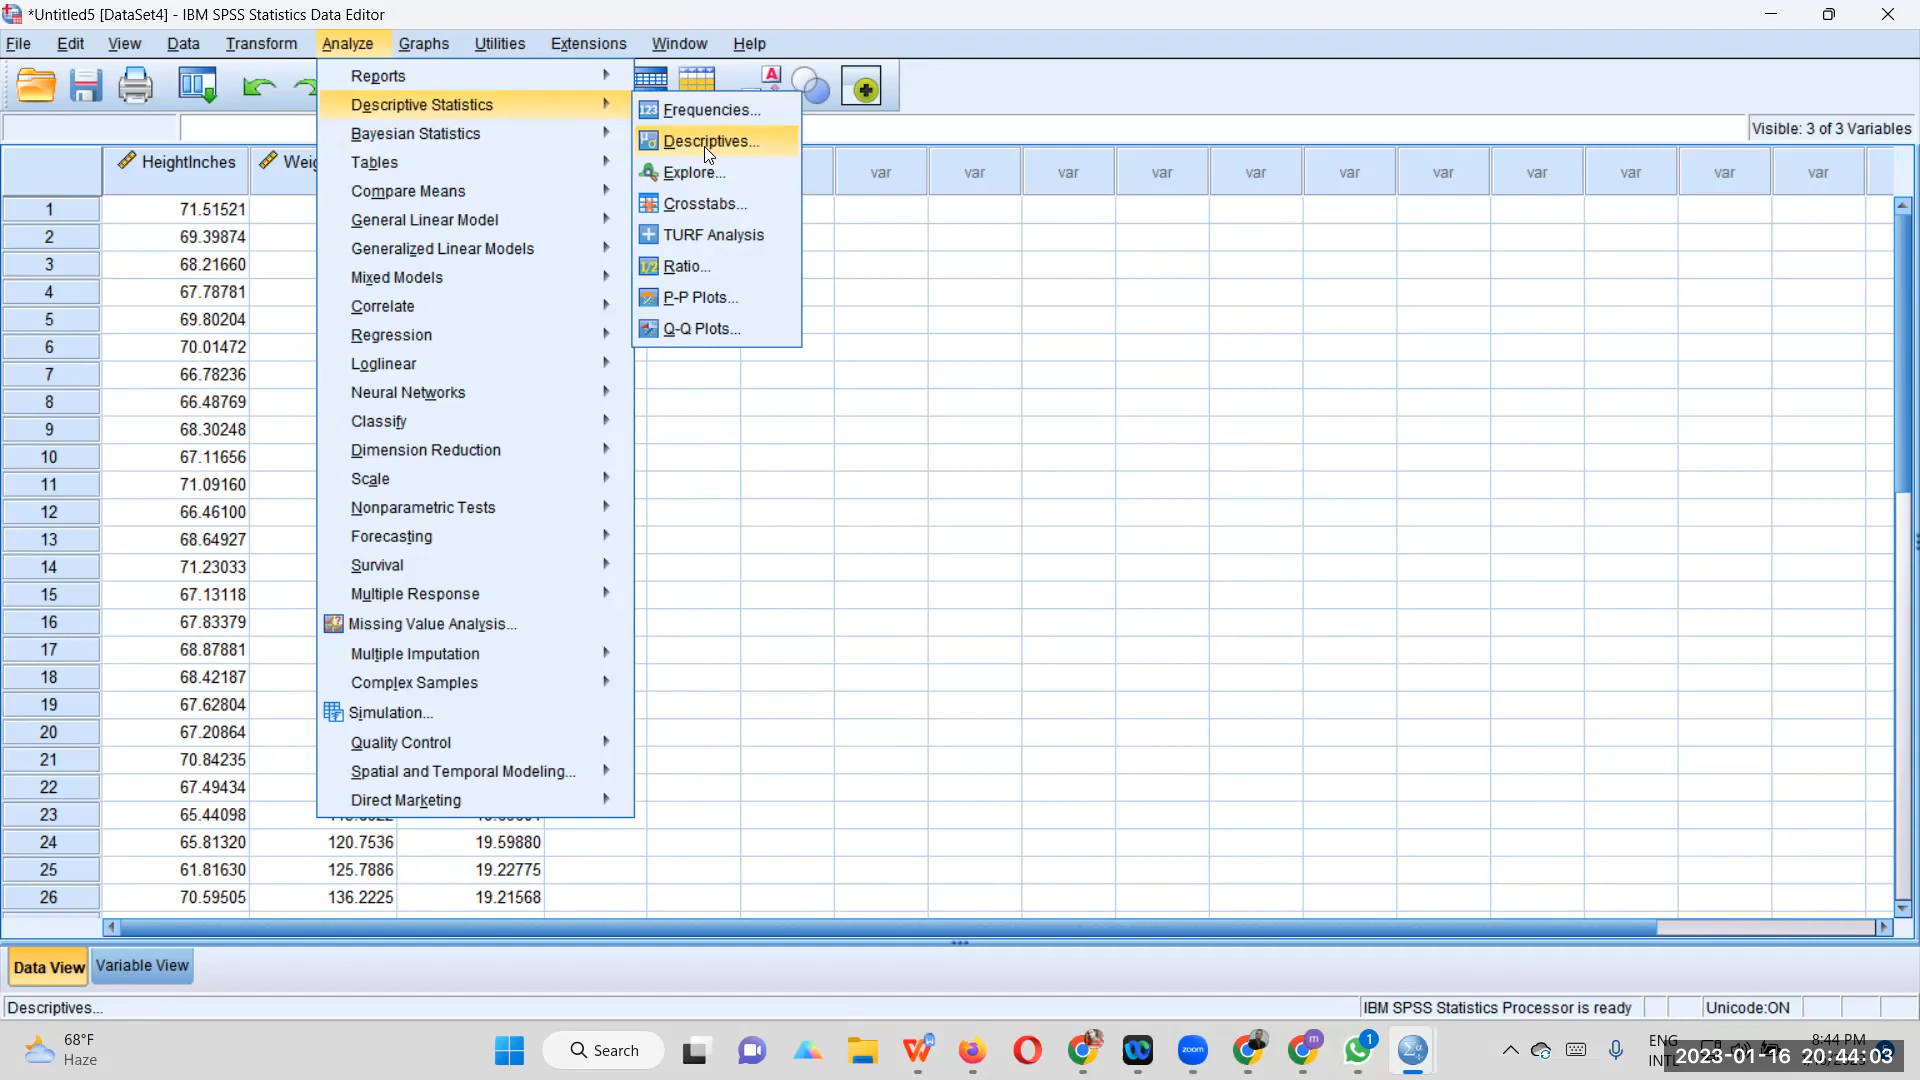 *Untitled5 [DataSet4] - IBM SPSS Statistics Data Editor
File Edit View Data Transform Analyze Graphs Utilities Extensions Window Help
Visible: 3 of 3 Variables
Reports
Descriptive Statistics
Bayesian Statistics
Tables
Compare Means
General Linear Model
Generalized Linear Models
Mixed Models
Correlate
Regression
Loglinear
Neural Networks
Classify
Dimension Reduction
Scale
Nonparametric Tests
Forecasting
Survival
Multiple Response
Missing Value Analysis...
Multiple Imputation
Complex Samples
Simulation...
Quality Control
Spatial and Temporal Modeling...
Direct Marketing
Frequencies...
Descriptives...
Explore...
Crosstabs...
TURF Analysis
Ratio...
P-P Plots...
Q-Q Plots...
HeightInches var var var var var var var var var var var
1 71.51521
2 69.39874
3 68.21660
4 67.78781
5 69.80204
6 70.01472
7 66.78236
8 66.48769
9 68.30248
10 67.11656
11 71.09160
12 66.46100
13 68.64927
14 71.23033
15 67.13118
16 67.83379
17 68.87881
18 68.42187
19 67.62804
20 67.20864
21 70.84235
22 67.49434
23 65.44098
24 65.81320 120.7536 19.59880
25 61.81630 125.7886 19.22775
26 70.59505 136.2225 19.21568
Data View Variable View
Descriptives... IBM SPSS Statistics Processor is ready Unicode:ON
68°F
Haze
Search
zoom
1
ENG
8:44 PM
2023-01-16 20:44:03